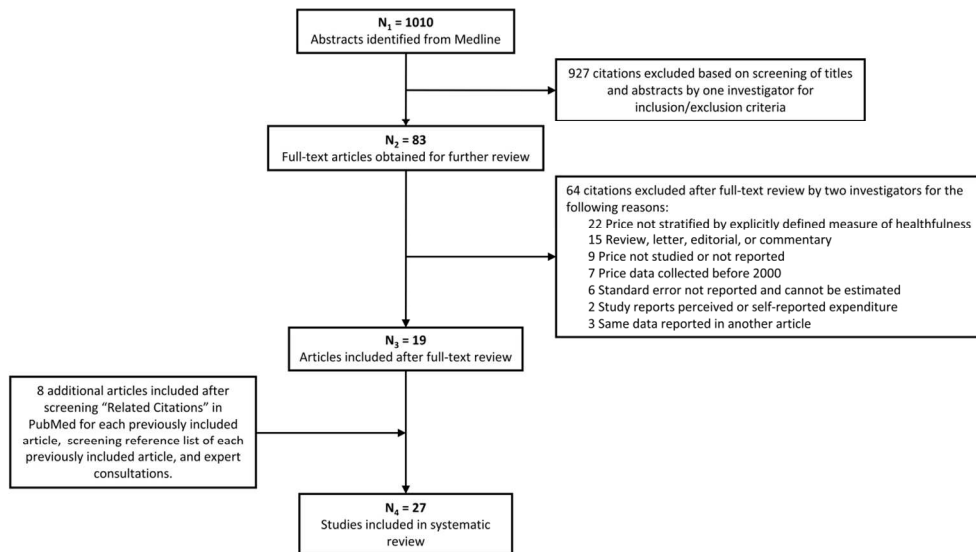 N1 = 1010
Abstracts identified from Medline
927 citations excluded based on screening of titles
and abstracts by one investigator for
inclusion/exclusion criteria
N2 = 83
Full-text articles obtained for further review
64 citations excluded after full-text review by two investigators for the
following reasons:
22 Price not stratified by explicitly defined measure of healthfulness
15 Review, letter, editorial, or commentary
9 Price not studied or not reported
7 Price data collected before 2000
6 Standard error not reported and cannot be estimated
2 Study reports perceived or self-reported expenditure
3 Same data reported in another article
N3 = 19
Articles included after full-text review
8 additional articles included after
screening “Related Citations” in
PubMed for each previously included
article, screening reference list of each
previously included article, and expert
consultations.
N4 = 27
Studies included in systematic
review